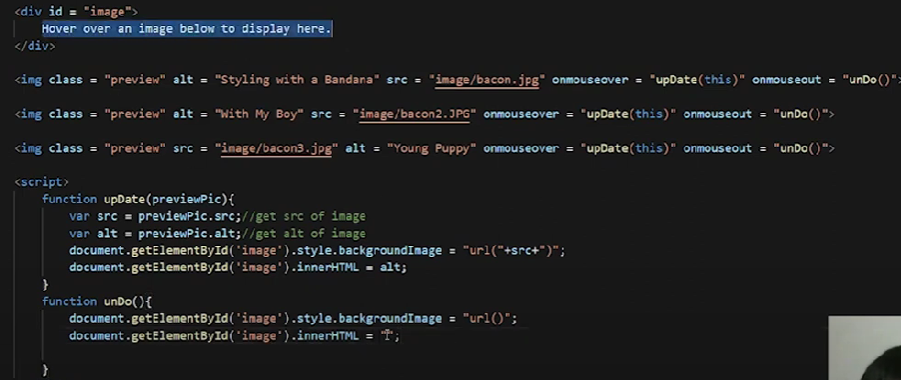 <div id = "image">
Hover over an image below to display here.
</div>
<img class = "preview" alt = "Styling with a Bandana" src = "image/bacon.jpg" onmouseover = "upDate(this)" onmouseout = "unDo()">
<img class = "preview" alt = "With My Boy" src = "image/bacon2.JPG" onmouseover = "upDate(this)" onmouseout = "unDo()">
<img class = "preview" src = "image/bacon3.jpg" alt = "Young Puppy" onmouseover = "upDate(this)" onmouseout = "unDo()">
<script>
function upDate(previewPic){
var src = previewPic.src;//get src of image
var alt = previewPic.alt;//get alt of image
document.getElementById('image').style.backgroundImage = "url("+src+")";
document.getElementById('image').innerHTML = alt;
}
function unDo(){
document.getElementById('image').style.backgroundImage = "url()";
document.getElementById('image').innerHTML = '';
}